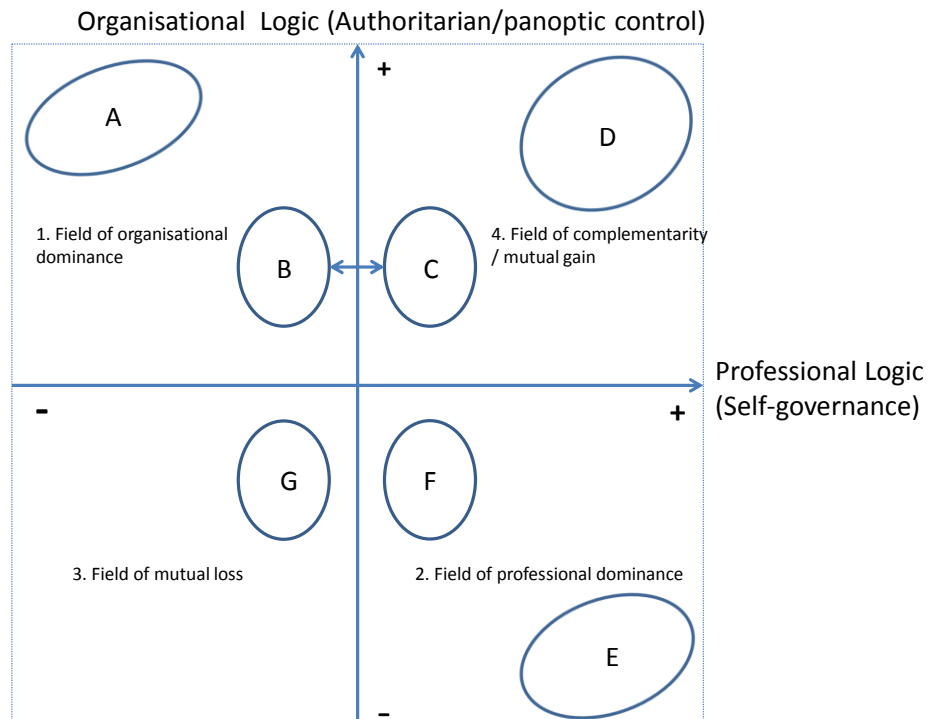 Organisational Logic (Authoritarian/panoptic control)
+
A
D
1. Field of organisational
dominance
4. Field of complementarity
/ mutual gain
B
C
Professional Logic
(Self-governance)
-
+
G
F
3. Field of mutual loss
2. Field of professional dominance
E
-